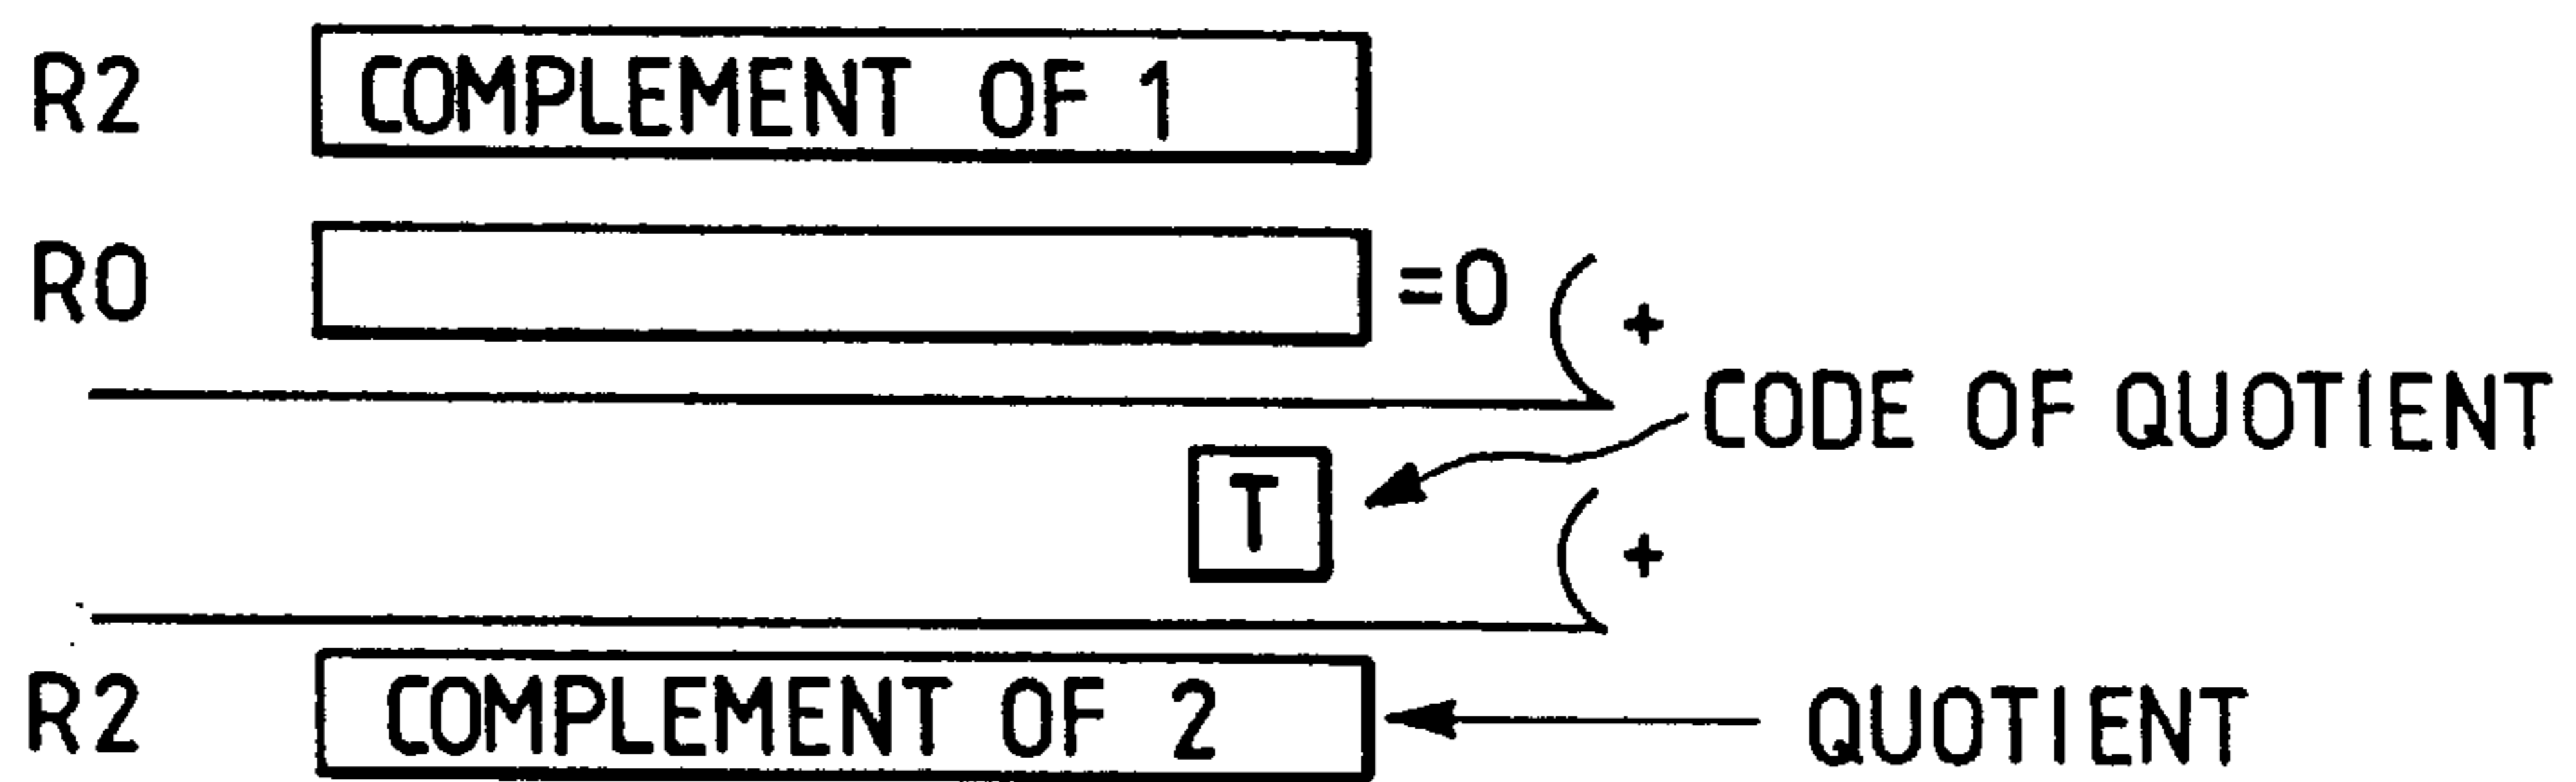 R2 COMPLEMENT OF 1
R0 =0
+
CODE OF QUOTIENT
T
+
R2 COMPLEMENT OF 2 QUOTIENT